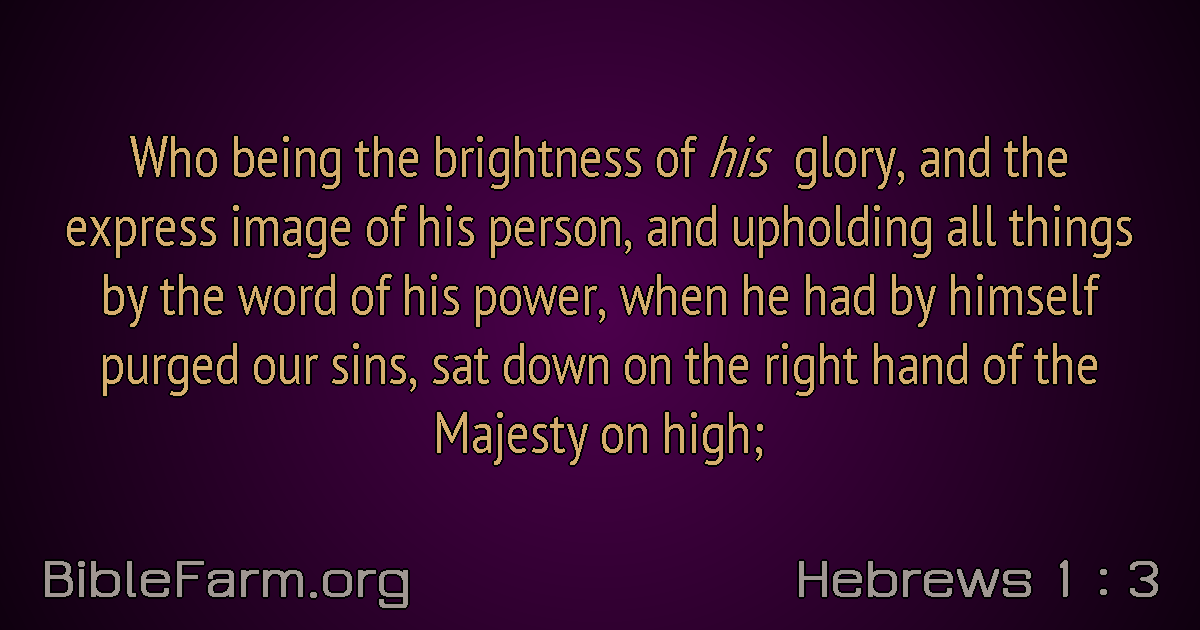 Who being the brightness of his glory, and the
express image of his person, and upholding all things
by the word of his power, when he had by himself
purged our sins, sat down on the right hand of the
Majesty on high;
BibleFarm.org
Hebrews 1 : 3